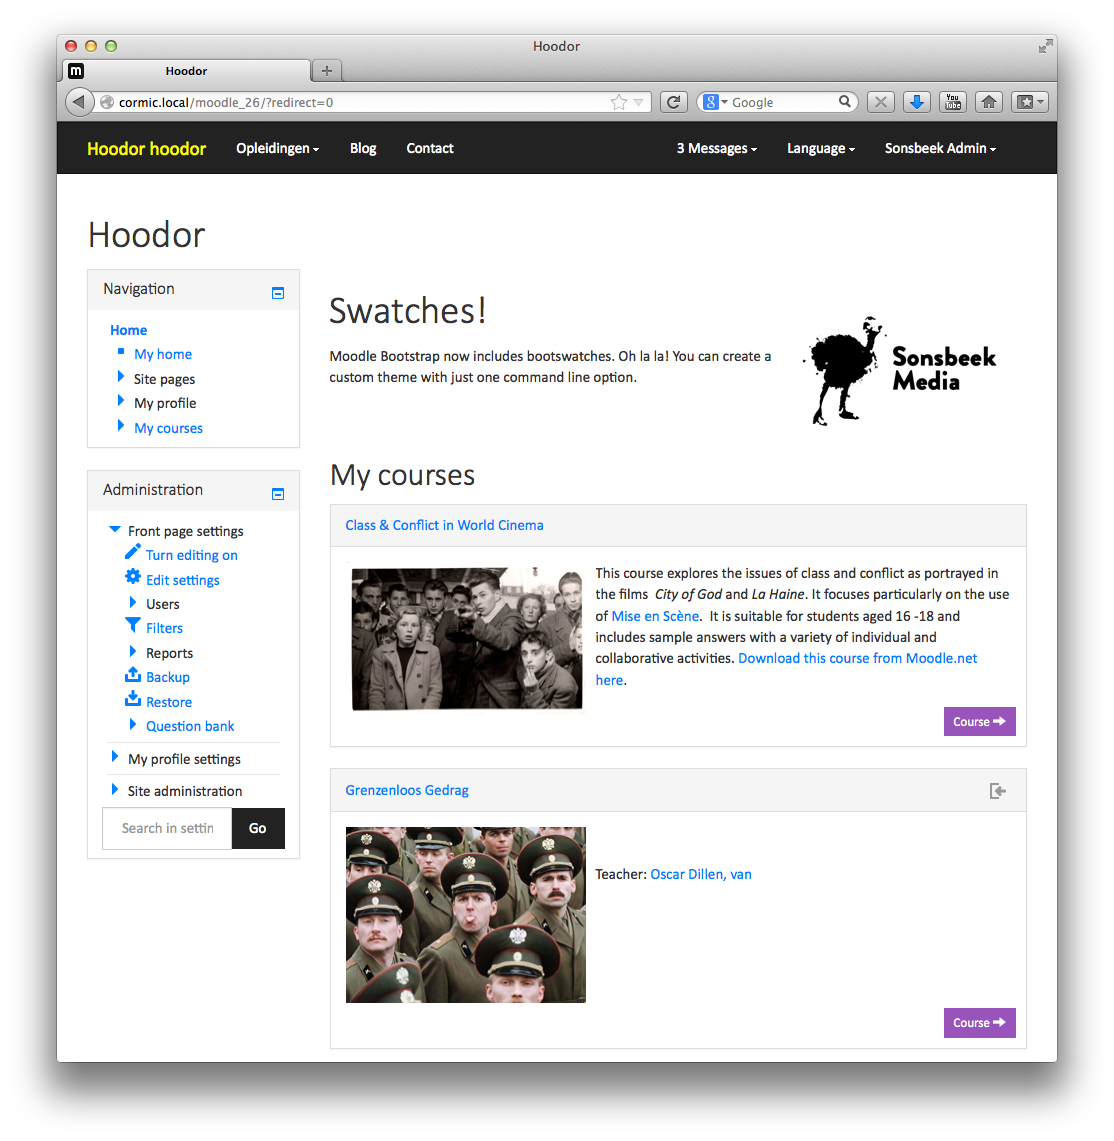 Hoodor
Hoodor
cormic.local/moodle_26/?redirect=0
Google
You
Tube
Hoodor hoodor
Opleidingen
Blog
Contact
3 Messages
Language
Sonsbeek Admin
Hoodor
Navigation
Home
My home
Site pages
My profile
My courses
Administration
Front page settings
Turn editing on
Edit settings
Users
Filters
Reports
Backup
Restore
Question bank
My profile settings
Site administration
Search in settin
Go
Swatches!
Moodle Bootstrap now includes bootswatches. Oh la la! You can create a
custom theme with just one command line option.
Sonsbeek
Media
My courses
Class & Conflict in World Cinema
This course explores the issues of class and conflict as portrayed in
the films City of God and La Haine. It focuses particularly on the use
of Mise en Scène. It is suitable for students aged 16 -18 and
includes sample answers with a variety of individual and
collaborative activities. Download this course from Moodle.net
here.
Course
Grenzenloos Gedrag
Teacher: Oscar Dillen, van
Course